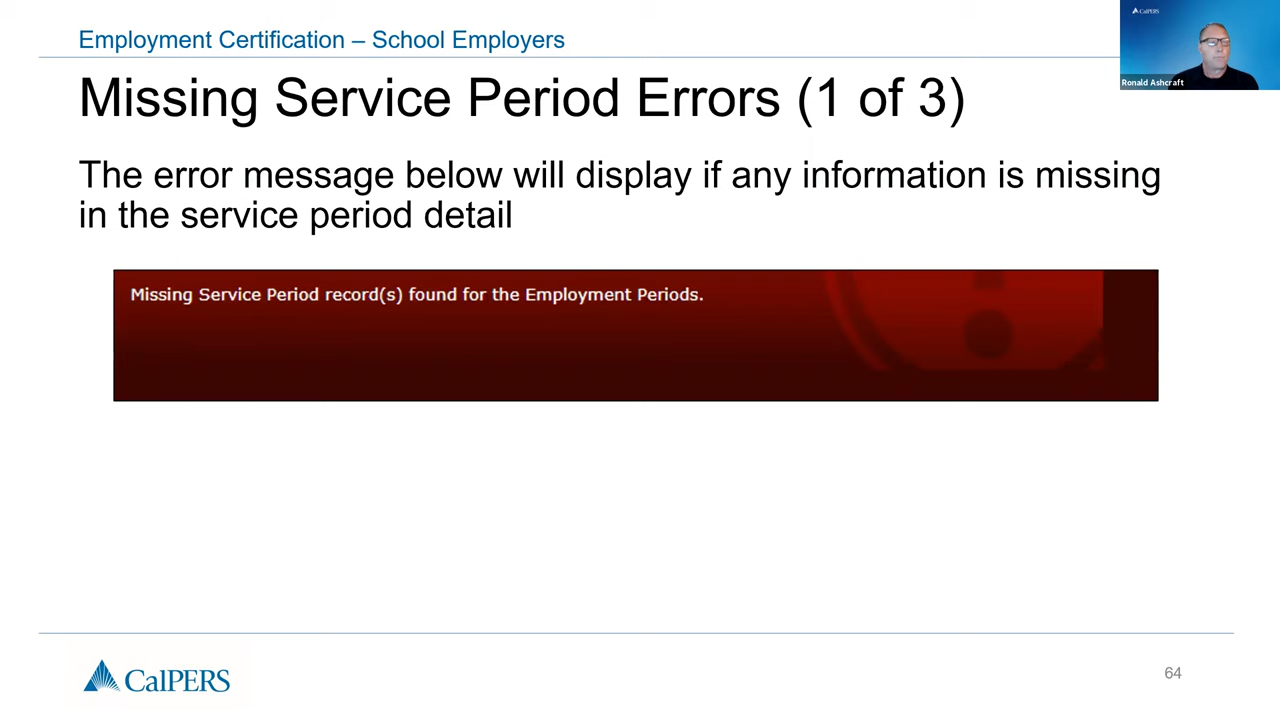 Employment Certification – School Employers
CalPERS
Ronald Ashcraft
Missing Service Period Errors (1 of 3)
The error message below will display if any information is missing
in the service period detail
Missing Service Period record(s) found for the Employment Periods.
CalPERS
64